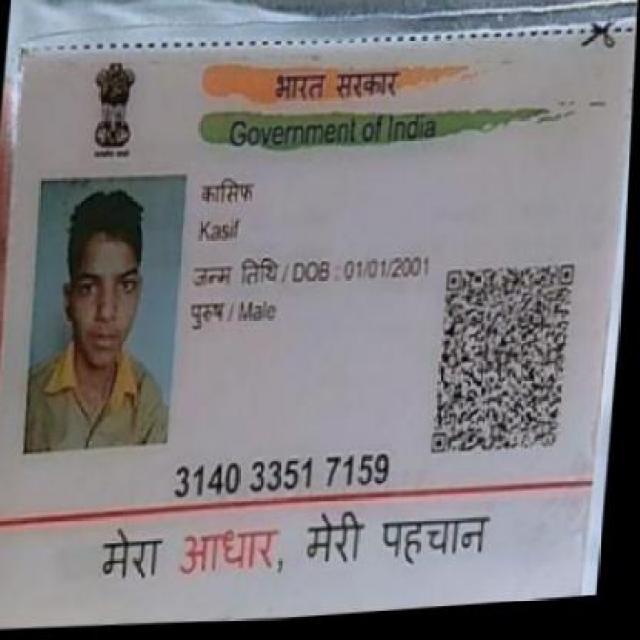 भारत सरकार
Government of India
कासिफ
Kasif
जन्म तिथि / DOB : 01/01/2001
पुरुष / Male
3140 3351 7159
मेरा आधार, मेरी पहचान